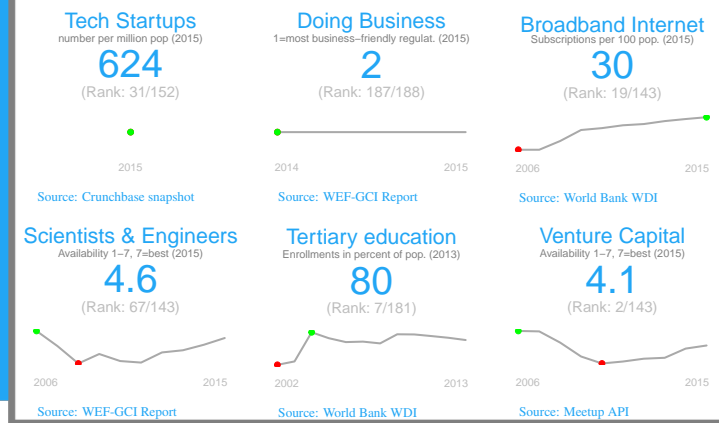 Tech Startups
number per million pop (2015)
624
(Rank: 31/152)
2015
Source: Crunchbase snapshot
Doing Business
1=most business−friendly regulat. (2015)
2
(Rank: 187/188)
2014 2015
Source: WEF-GCI Report
Broadband Internet
Subscriptions per 100 pop. (2015)
30
(Rank: 19/143)
2006 2015
Source: World Bank WDI
Scientists & Engineers
Availability 1−7, 7=best (2015)
4.6
(Rank: 67/143)
2006 2015
Source: WEF-GCI Report
Tertiary education
Enrollments in percent of pop. (2013)
80
(Rank: 7/181)
2002 2013
Source: World Bank WDI
Venture Capital
Availability 1−7, 7=best (2015)
4.1
(Rank: 2/143)
2006 2015
Source: Meetup API